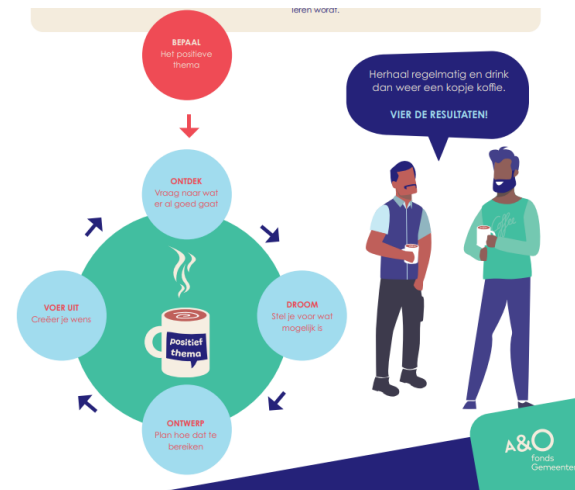 leren wordt.
BEPAAL
Het positieve
thema
Herhaal regelmatig en drink
dan weer een kopje koffie.
VIER DE RESULTATEN!
ONTDEK
Vraag naar wat
er al goed gaat
Coffee
VOER UIT
Creëer je wens
DROOM
Stel je voor wat
mogelijk is
positief
thema
ONTWERP
Plan hoe dat te
bereiken
A&O
fonds
Gemeenten